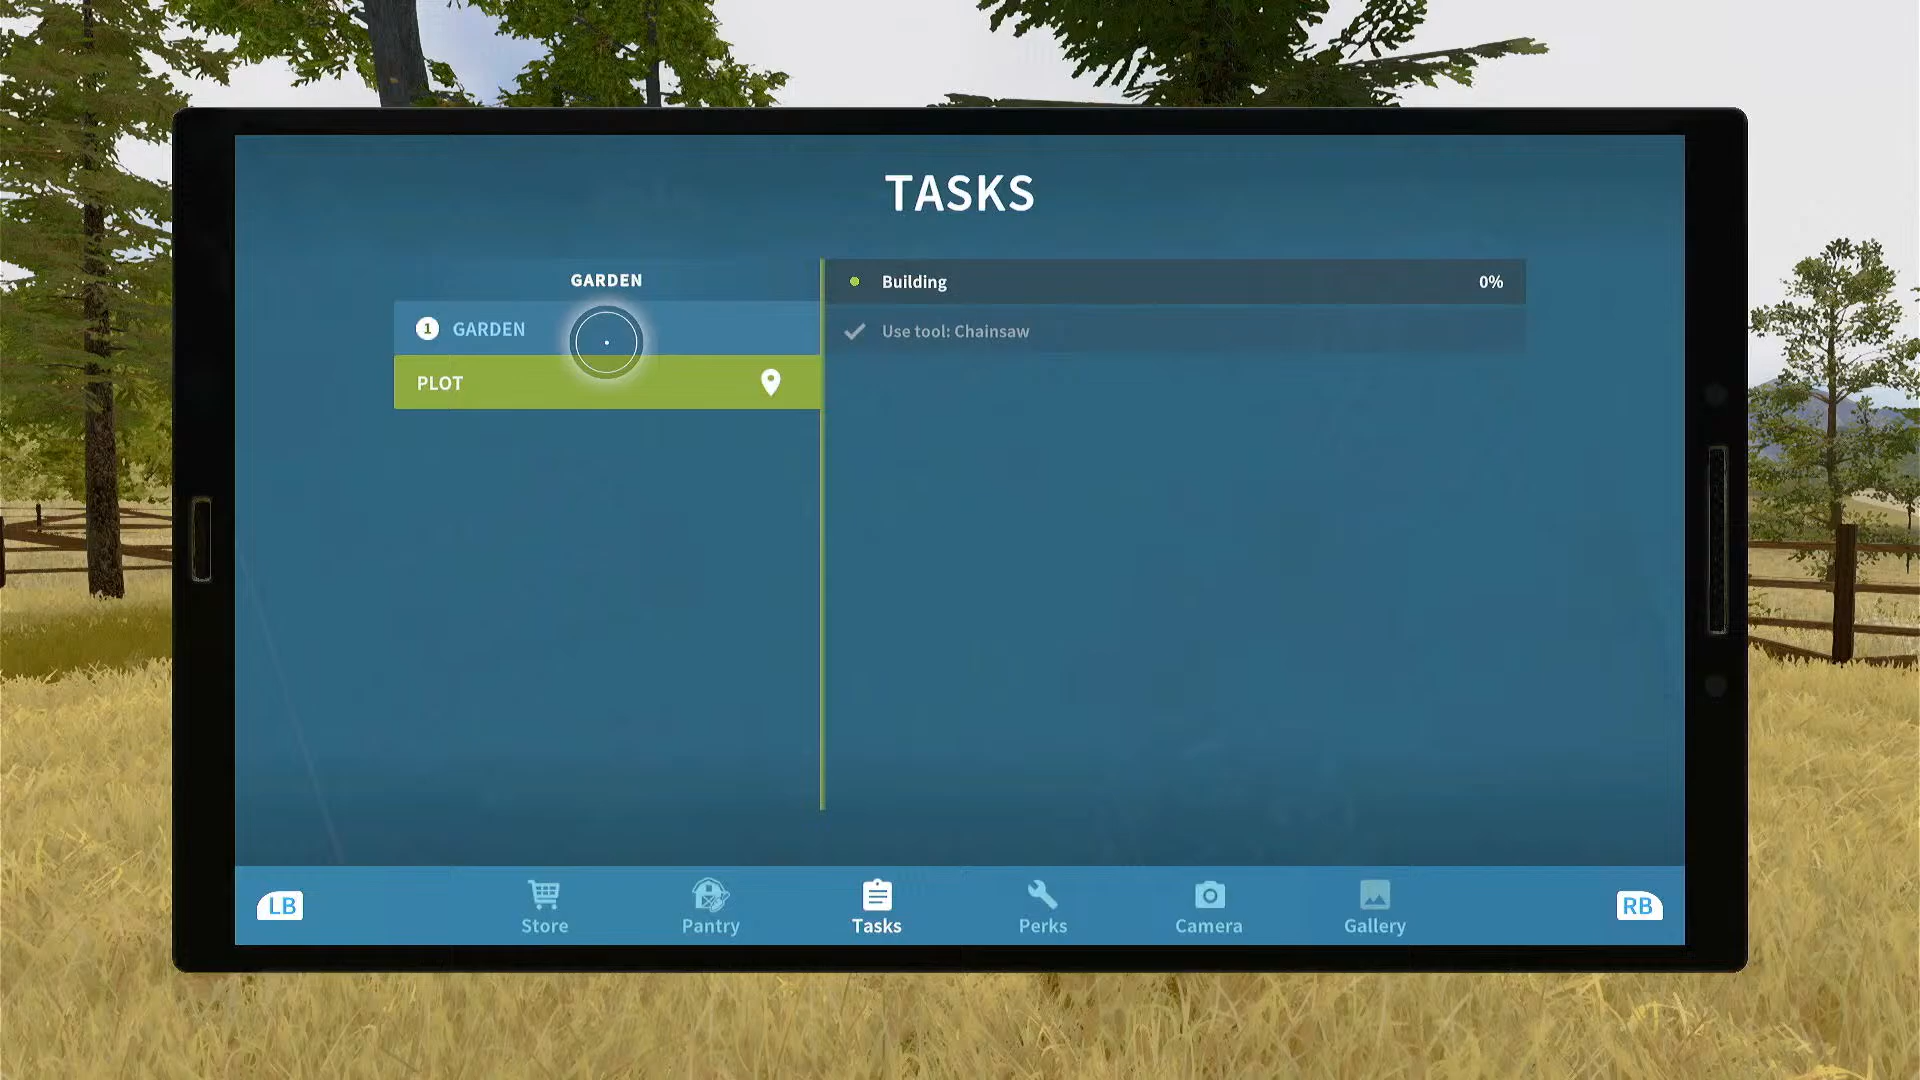 TASKS
GARDEN
1 GARDEN
PLOT
Building 0%
Use tool: Chainsaw
LB
Store
Pantry
Tasks
Perks
Camera
Gallery
RB